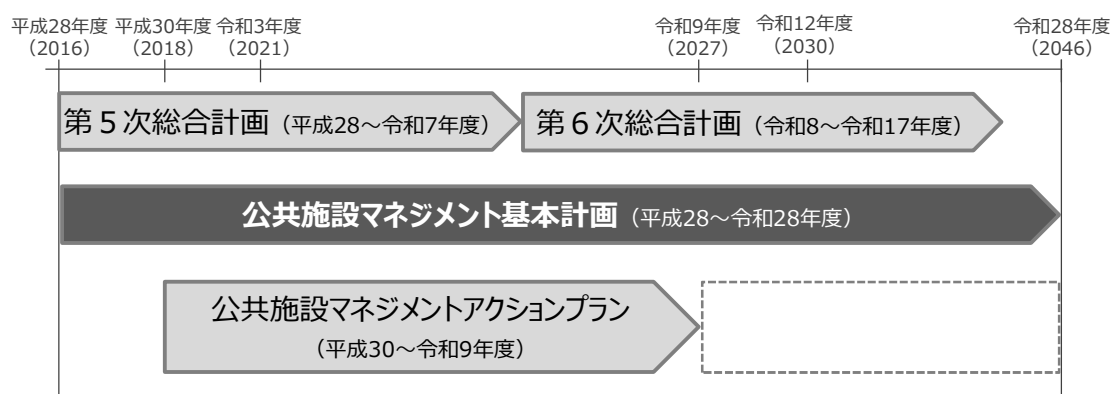 平成28年度 平成30年度 令和3年度 令和9年度 令和12年度 令和28年度
（2016） （2018） （2021） （2027） （2030） （2046）
第５次総合計画（平成28～令和7年度） 第６次総合計画（令和8～令和17年度）
公共施設マネジメント基本計画（平成28～令和28年度）
公共施設マネジメントアクションプラン
（平成30～令和9年度）